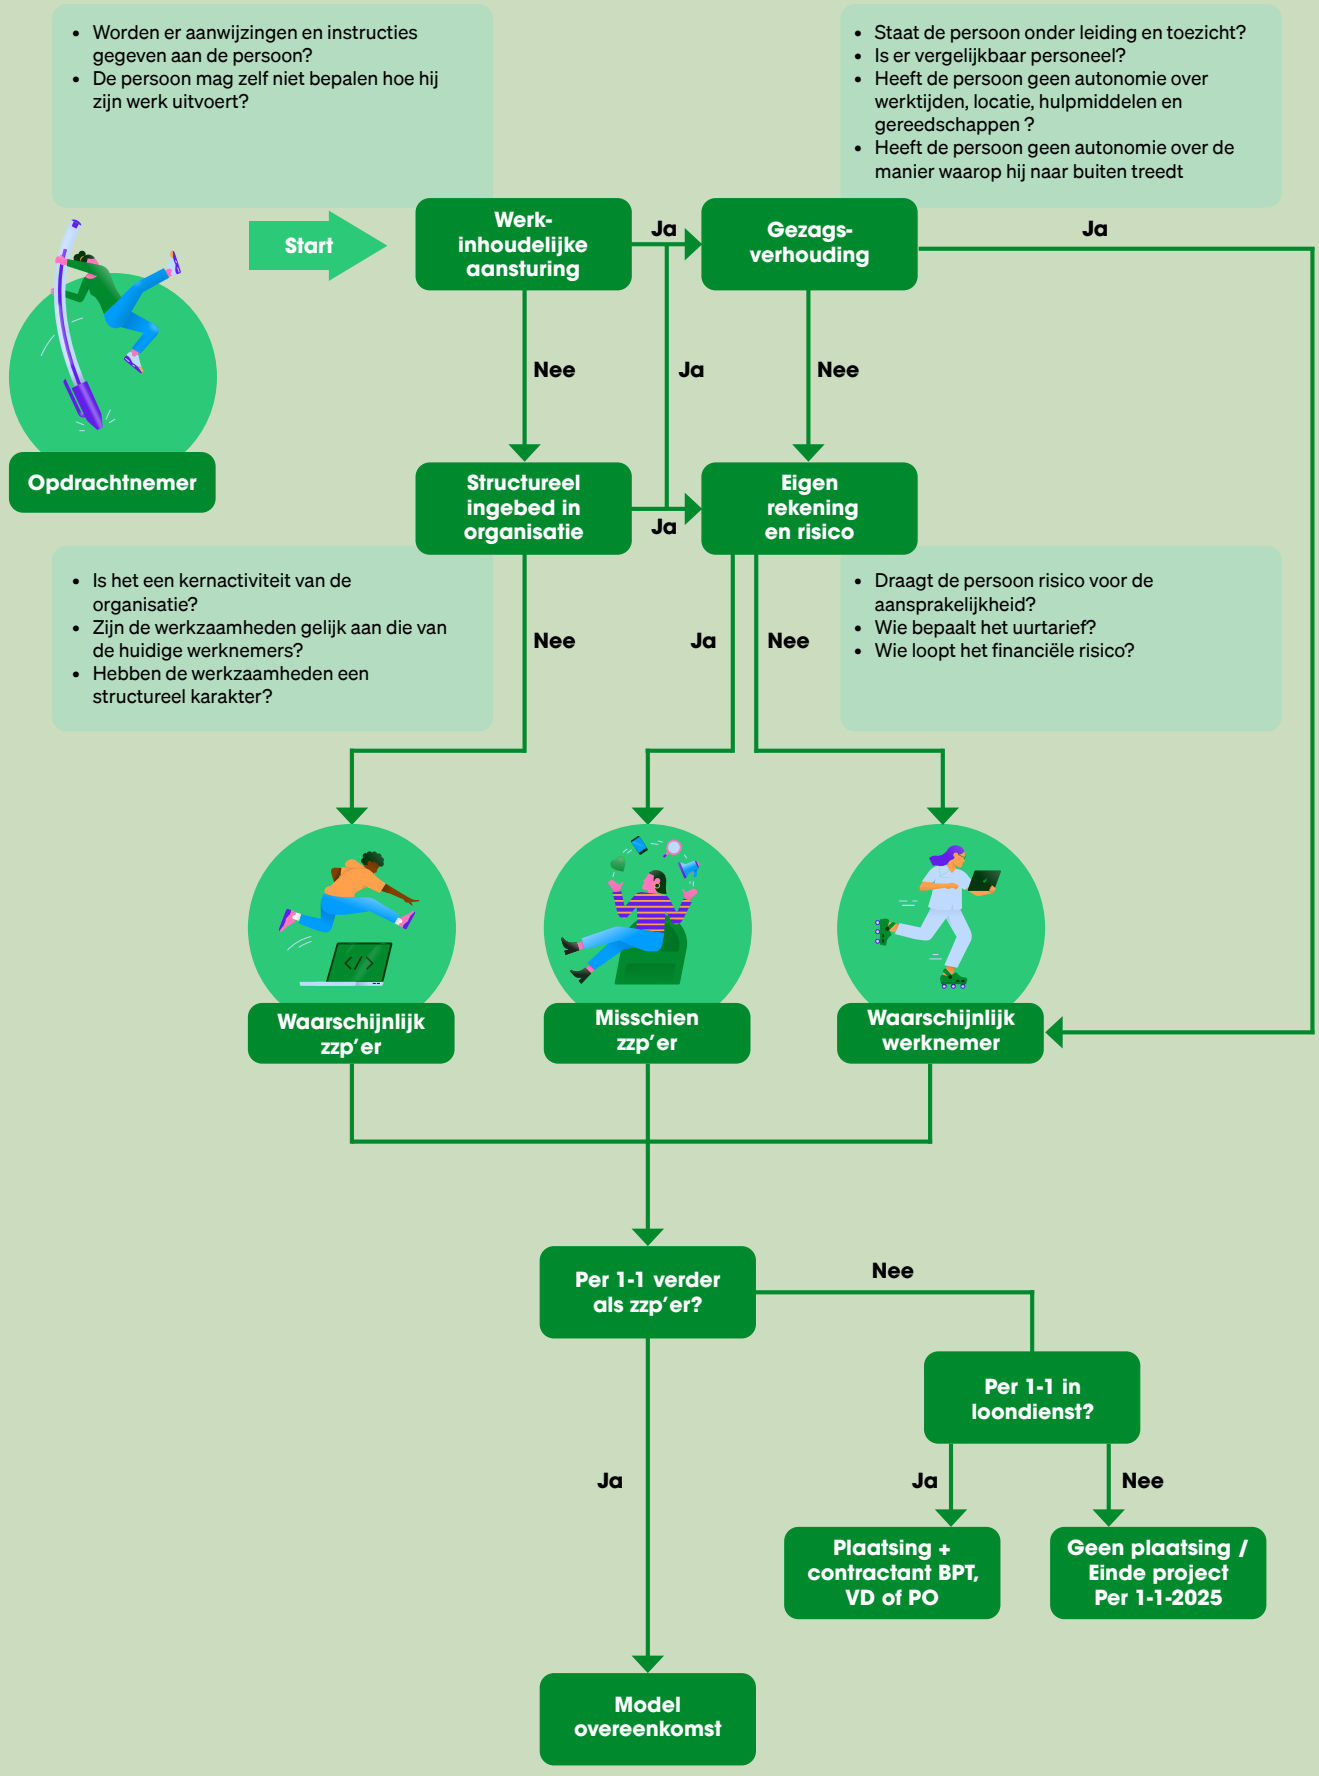 • Worden er aanwijzingen en instructies
gegeven aan de persoon?
• De persoon mag zelf niet bepalen hoe hij
zijn werk uitvoert?
• Staat de persoon onder leiding en toezicht?
• Is er vergelijkbaar personeel?
• Heeft de persoon geen autonomie over
werktijden, locatie, hulpmiddelen en
gereedschappen ?
• Heeft de persoon geen autonomie over de
manier waarop hij naar buiten treedt
Start
Werk-
inhoudelijke
aansturing
Ja
Gezags-
verhouding
Ja
Nee
Ja
Nee
Opdrachtnemer
Structureel
ingebed in
organisatie
Ja
Eigen
rekening
en risico
• Is het een kernactiviteit van de
organisatie?
• Zijn de werkzaamheden gelijk aan die van
de huidige werknemers?
• Hebben de werkzaamheden een
structureel karakter?
Nee
Ja
Nee
• Draagt de persoon risico voor de
aansprakelijkheid?
• Wie bepaalt het uurtarief?
• Wie loopt het financiële risico?
</>
Waarschijnlijk
zzp'er
Misschien
zzp'er
Waarschijnlijk
werknemer
Per 1-1 verder
als zzp'er?
Nee
Per 1-1 in
loondienst?
Ja
Ja
Nee
Plaatsing +
contractant BPT,
VD of PO
Geen plaatsing /
Einde project
Per 1-1-2025
Model
overeenkomst